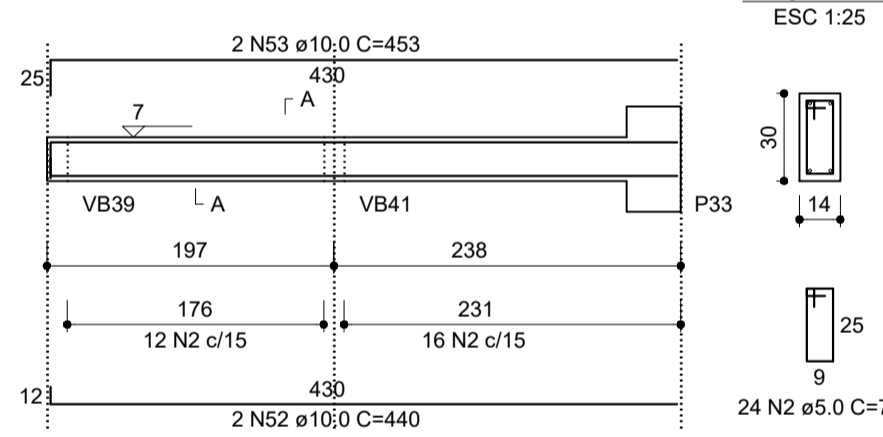 ESC 1:25
2 N53 ø10.0 C=453
430
25
7
A
30
VB39
A
VB41
P33
14
197
238
176
231
12 N2 c/15
16 N2 c/15
25
9
12
430
24 N2 ø5.0
2 N52 ø10.0 C=440